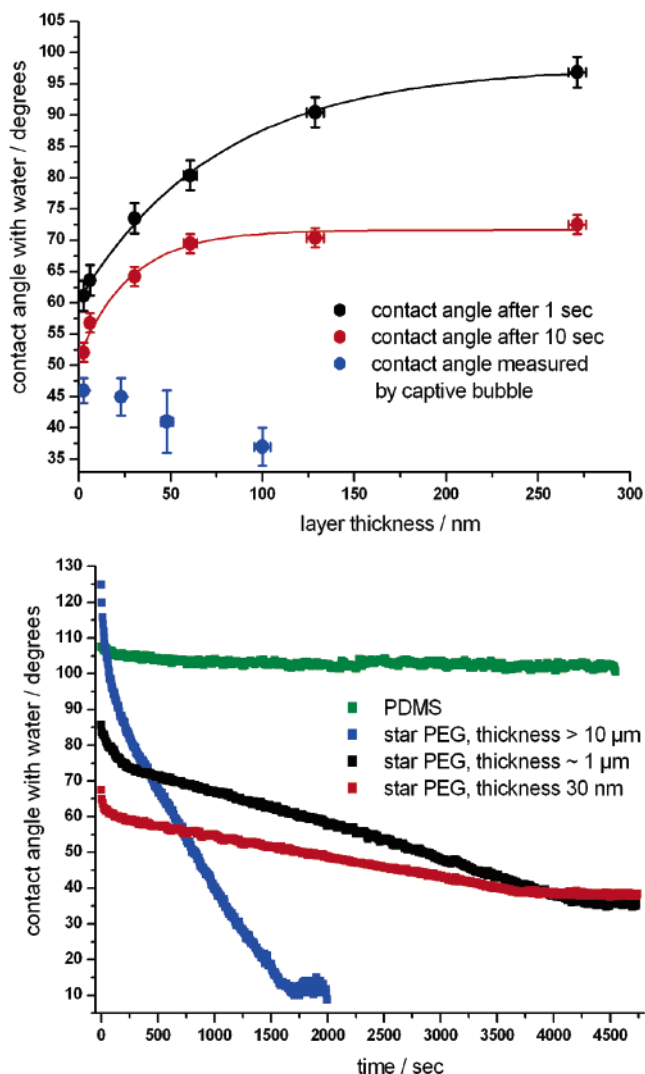 105
100
95
90
85
80
75
70
65
60
55
50
45
40
35
contact angle with water / degrees
contact angle after 1 sec
contact angle after 10 sec
contact angle measured
by captive bubble
0 50 100 150 200 250 300
layer thickness / nm
130
120
110
100
90
80
70
60
50
40
30
20
10
contact angle with water / degrees
PDMS
star PEG, thickness > 10 µm
star PEG, thickness ~ 1 µm
star PEG, thickness 30 nm
0 500 1000 1500 2000 2500 3000 3500 4000 4500
time / sec